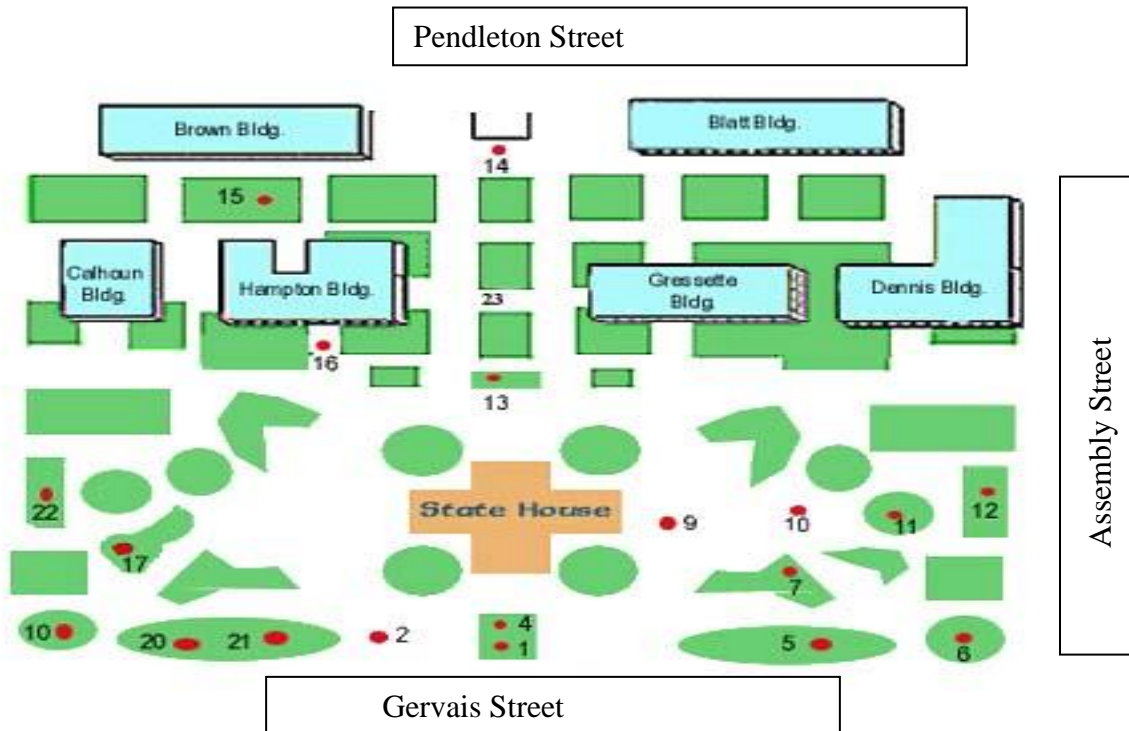 Pendleton Street
Brown Bldg.
Blatt Bldg.
14
15
Calhoun
Bldg.
Hampton Bldg.
23
Gressette
Bldg.
Dennis Bldg.
16
13
Assembly Street
22
State House
9
10
11
12
17
7
10
20
21
2
4
1
5
6
Gervais Street